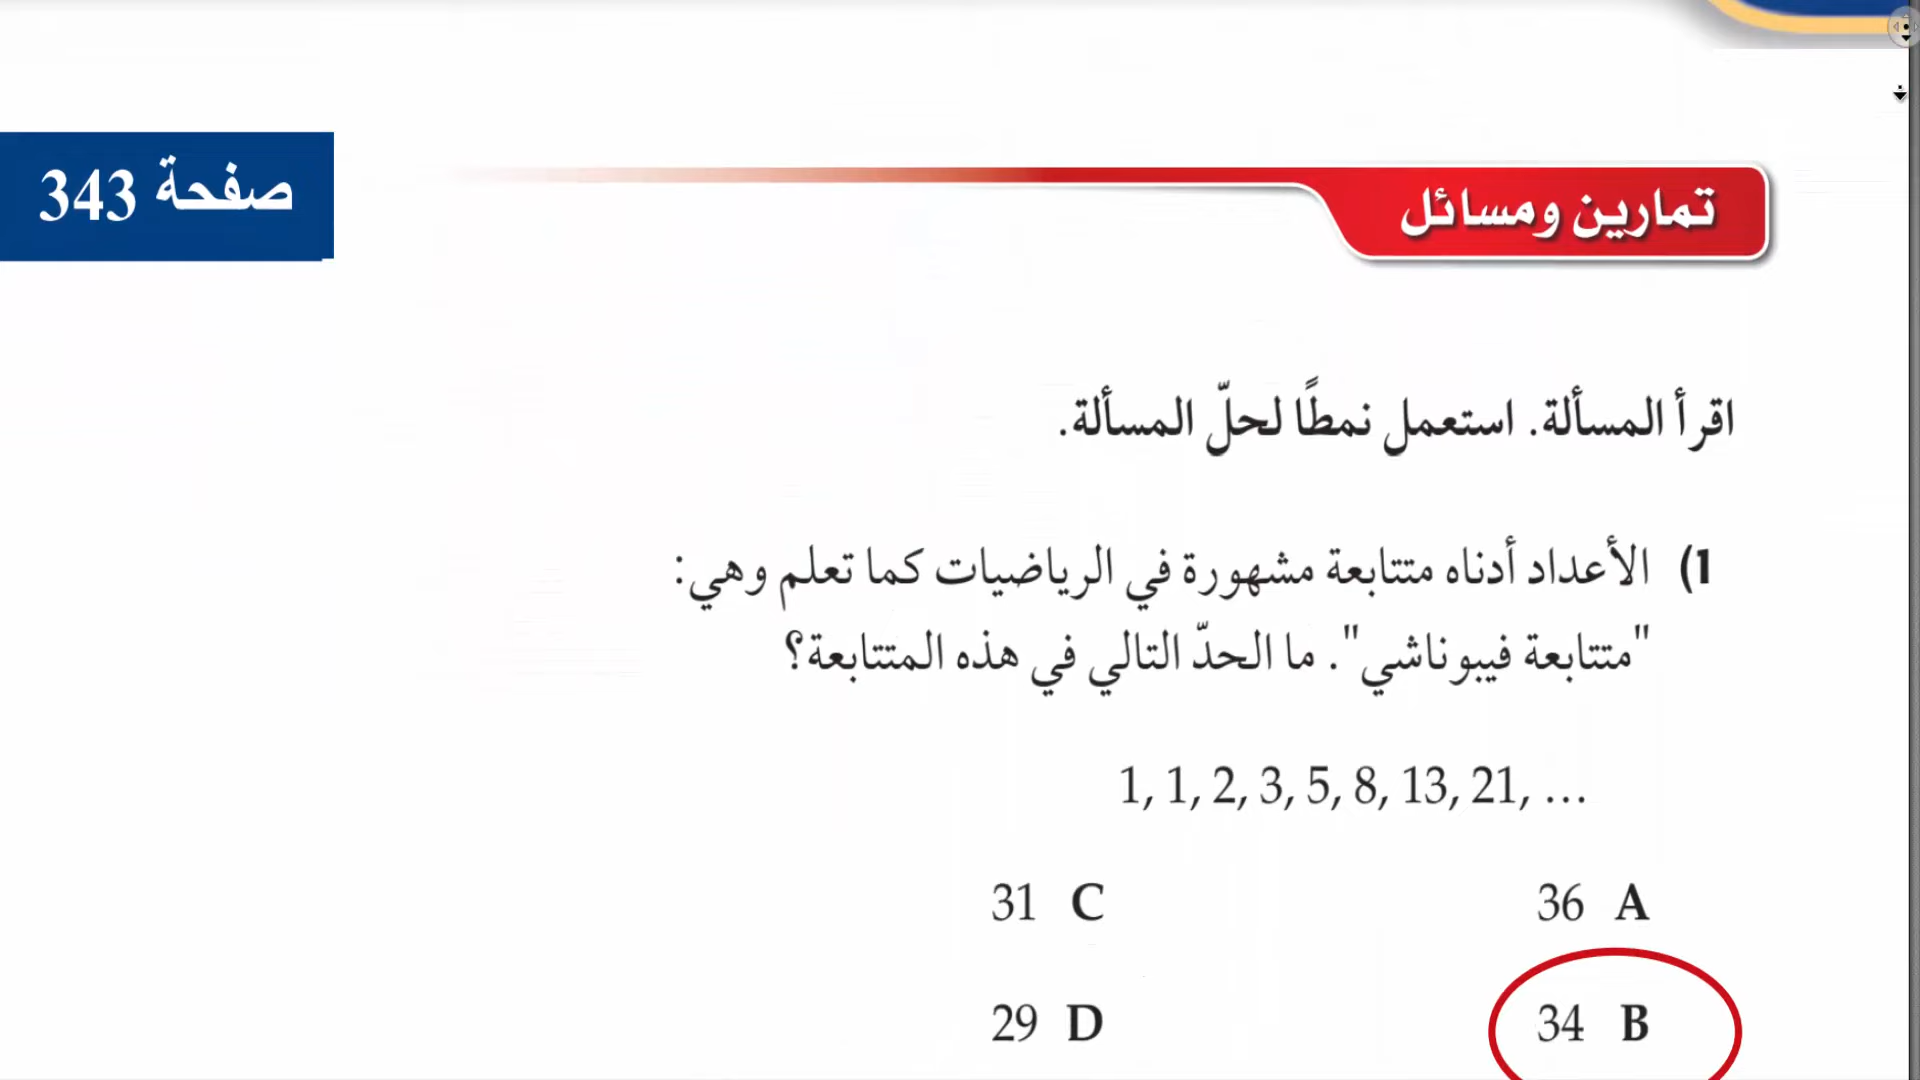 صفحة 343
تمارين ومسائل
اقرأ المسألة. استعمل نمطًا لحلّ المسألة.
1) الأعداد أدناه متتابعة مشهورة في الرياضيات كما تعلم وهي:
"متتابعة فيبوناشي". ما الحدّ التالي في هذه المتتابعة؟
1, 1, 2, 3, 5, 8, 13, 21, …
A 36 C 31
B 34 D 29